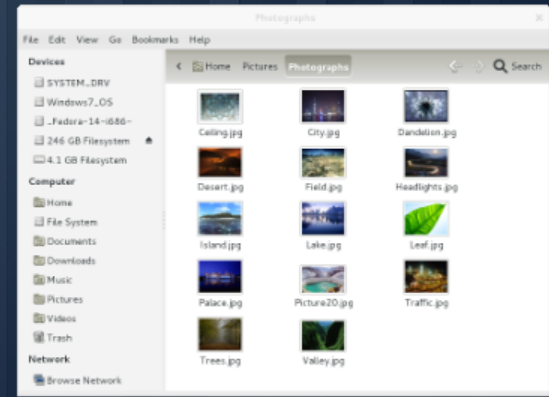 Photographs
File Edit View Go Bookmarks Help
Devices
SYSTEM_DRV
Windows7_OS
_Fedora-14-i686-
246 GB Filesystem
4.1 GB Filesystem
Computer
Home
File System
Documents
Downloads
Music
Pictures
Videos
Trash
Network
Browse Network
Home Pictures Photographs Search
Ceiling.jpg City.jpg Dandelion.jpg
Desert.jpg Field.jpg Headlights.jpg
Island.jpg Lake.jpg Leaf.jpg
Palace.jpg Picture20.jpg Traffic.jpg
Trees.jpg Valley.jpg